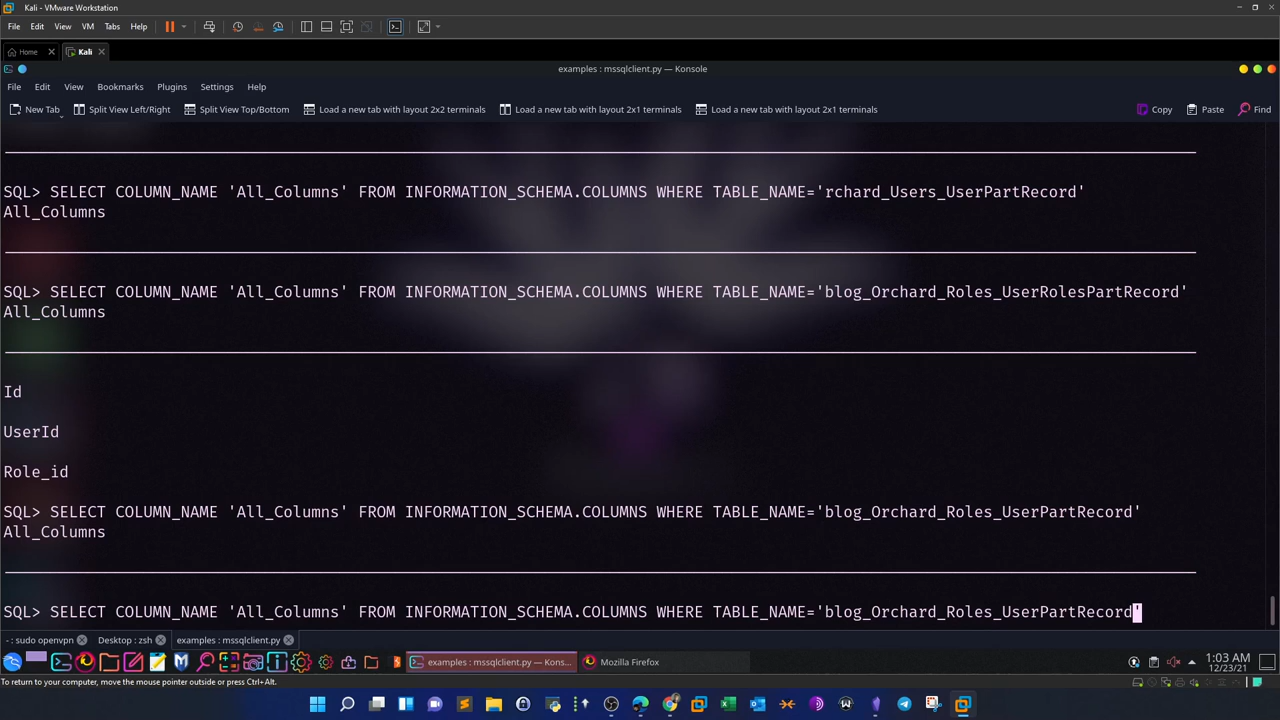 Kali - VMware Workstation
File Edit View VM Tabs Help
Home Kali
examples : mssqlclient.py — Konsole
File Edit View Bookmarks Plugins Settings Help
New Tab Split View Left/Right Split View Top/Bottom Load a new tab with layout 2x2 terminals Load a new tab with layout 2x1 terminals Load a new tab with layout 2x1 terminals Copy Paste Find
SQL> SELECT COLUMN_NAME 'All_Columns' FROM INFORMATION_SCHEMA.COLUMNS WHERE TABLE_NAME='rchard_Users_UserPartRecord'
All_Columns
SQL> SELECT COLUMN_NAME 'All_Columns' FROM INFORMATION_SCHEMA.COLUMNS WHERE TABLE_NAME='blog_Orchard_Roles_UserRolesPartRecord'
All_Columns
Id
UserId
Role_id
SQL> SELECT COLUMN_NAME 'All_Columns' FROM INFORMATION_SCHEMA.COLUMNS WHERE TABLE_NAME='blog_Orchard_Roles_UserPartRecord'
All_Columns
SQL> SELECT COLUMN_NAME 'All_Columns' FROM INFORMATION_SCHEMA.COLUMNS WHERE TABLE_NAME='blog_Orchard_Roles_UserPartRecord'
- : sudo openvpn Desktop : zsh examples : mssqlclient.py
examples : mssqlclient.py — Kons... Mozilla Firefox 1:03 AM
12/23/21
To return to your computer, move the mouse pointer outside or press Ctrl+Alt.